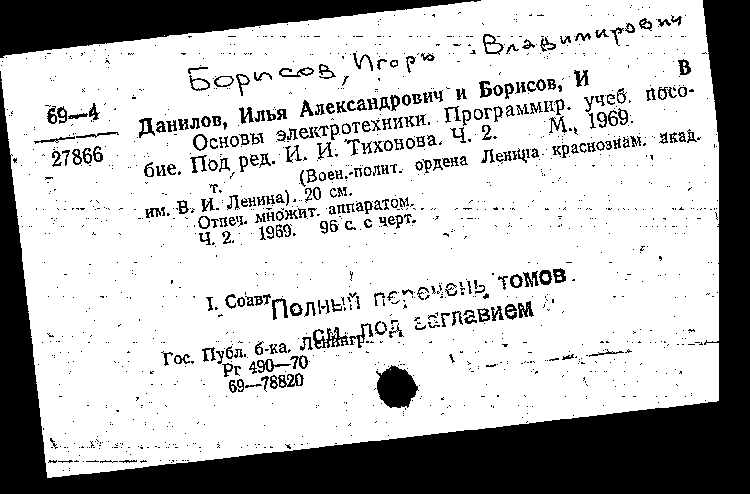 Борисов, Игорь Владимирович
69—4
27866
Данилов, Илья Александрович и Борисов, И В
Основы электротехники. Программир. учеб. посо-
бие. Под ред. И. И. Тихонова. Ч. 2. М., 1969.
т. (Воен.-полит. ордена Ленина краснознам. акад.
им. В. И. Ленина). 20 см.
Отпеч. множит. аппаратом.
Ч. 2. 1969. 96 с. с черт.
I. Соавт.
Полный перечень томов
см. под заглавием
Гос. Публ. б-ка. Ленингр.
Рг 490—70
69—78820